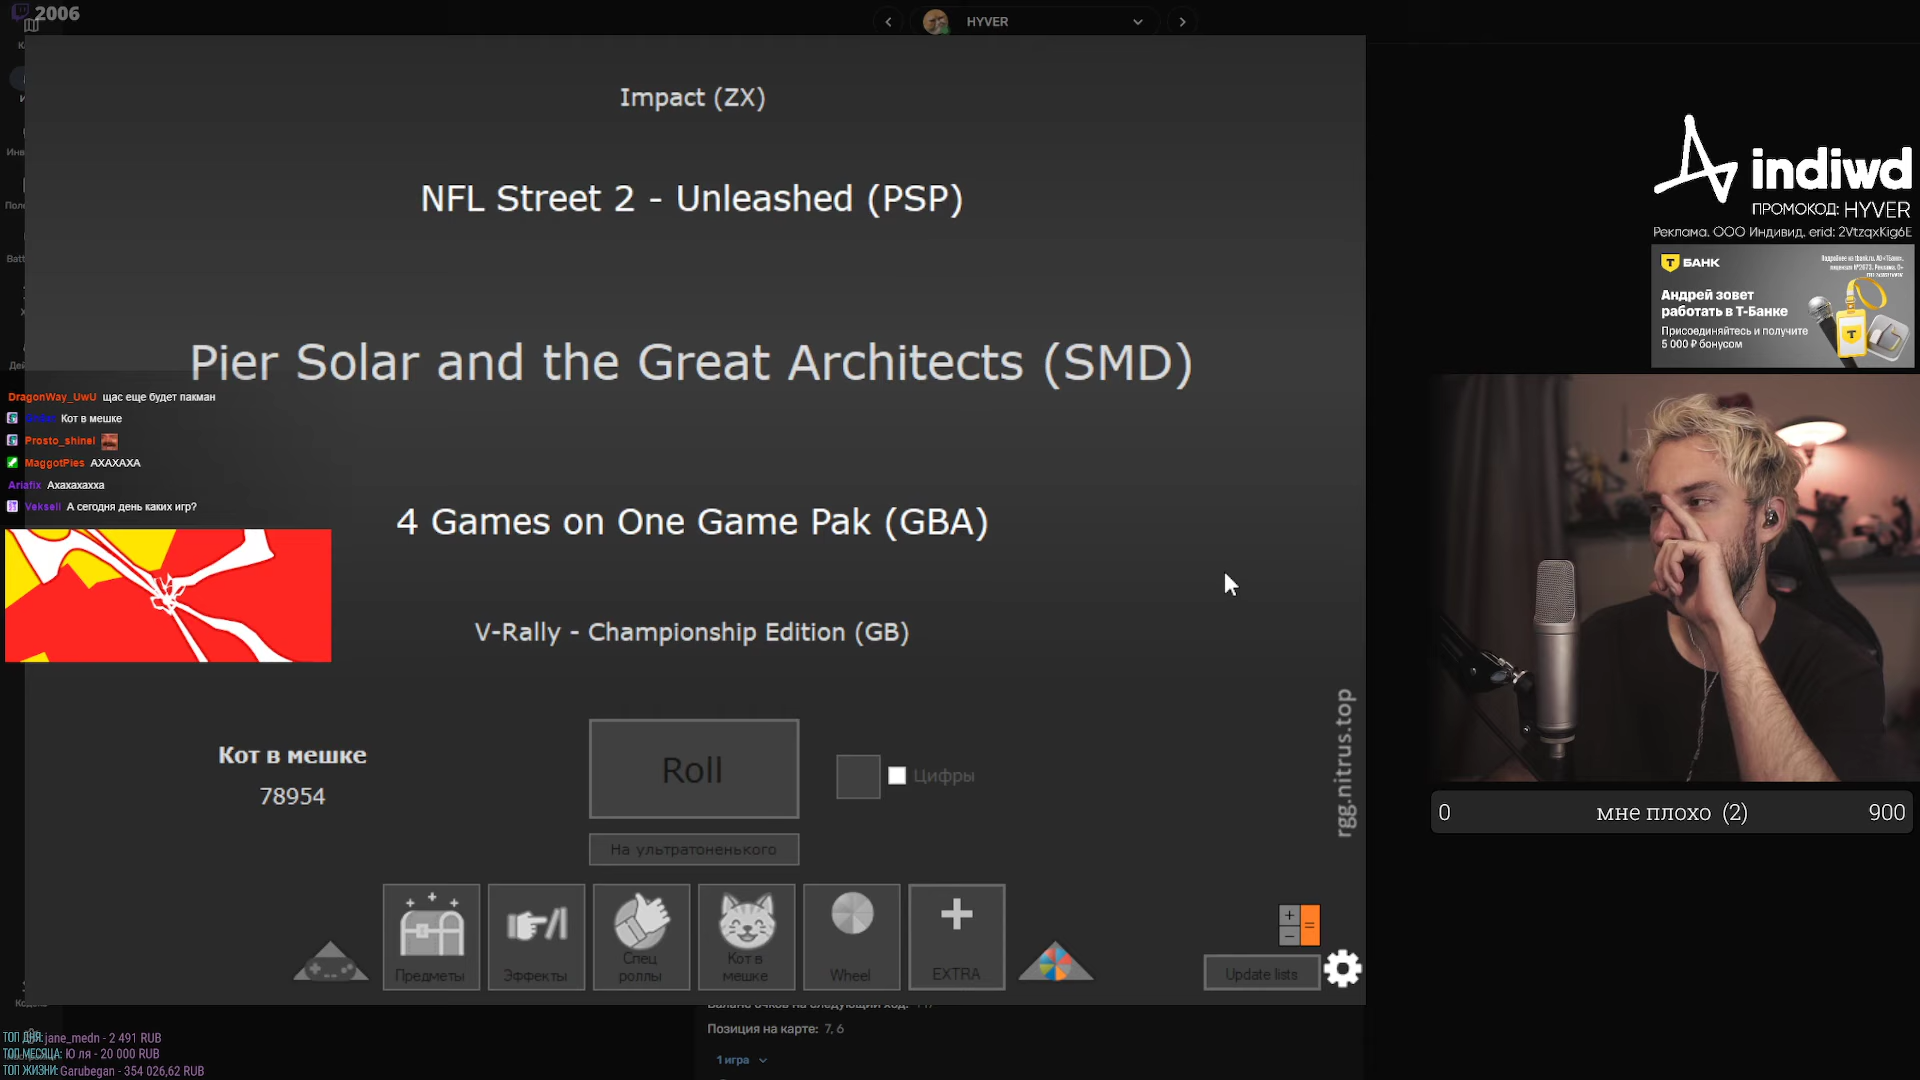 2006
HYVER
Impact (ZX)
NFL Street 2 - Unleashed (PSP)
Pier Solar and the Great Architects (SMD)
4 Games on One Game Pak (GBA)
V-Rally - Championship Edition (GB)
DragonWay_UwU щас еще будет пакман
Кот в мешке
Prosto_shinel
MaggotPies АХАХАХА
Ariafix Ахахахахха
Vekseli А сегодня день каких игр?
Кот в мешке
78954
Roll
Цифры
На ультратоненького
rgg.nitrus.top
Предметы
Эффекты
Спец роллы
Кот в мешке
Wheel
EXTRA
Update lists
Позиция на карте: 7, 6
1 игра
ТОП ДНЯ: jane_medn - 2 491 RUB
ТОП МЕСЯЦА: Ю ля - 20 000 RUB
ТОП ЖИЗНИ: Garubegan - 354 026,62 RUB
indiwd
ПРОМОКОД: HYVER
Реклама. ООО Индивид. erid: 2VtzqxKig6E
Т БАНК
Андрей зовет
работать в Т-Банке
Присоединяйтесь и получите
5 000 ₽ бонусом
0 мне плохо (2) 900